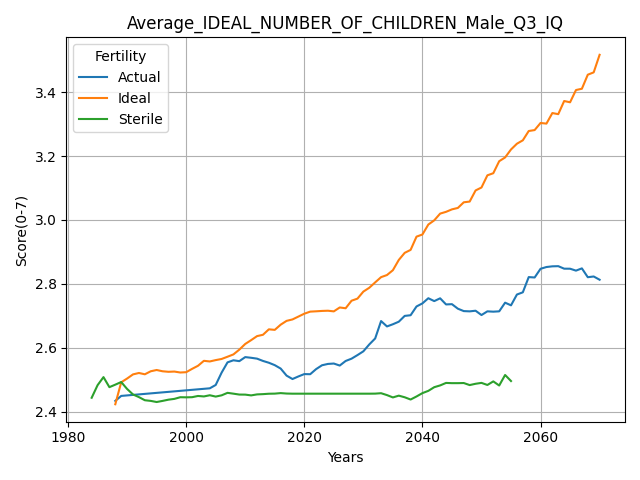 Average_IDEAL_NUMBER_OF_CHILDREN_Male_Q3_IQ
Fertility
Actual
Ideal
Sterile
Score(0-7)
3.4
3.2
3.0
2.8
2.6
2.4
1980 2000 2020 2040 2060
Years